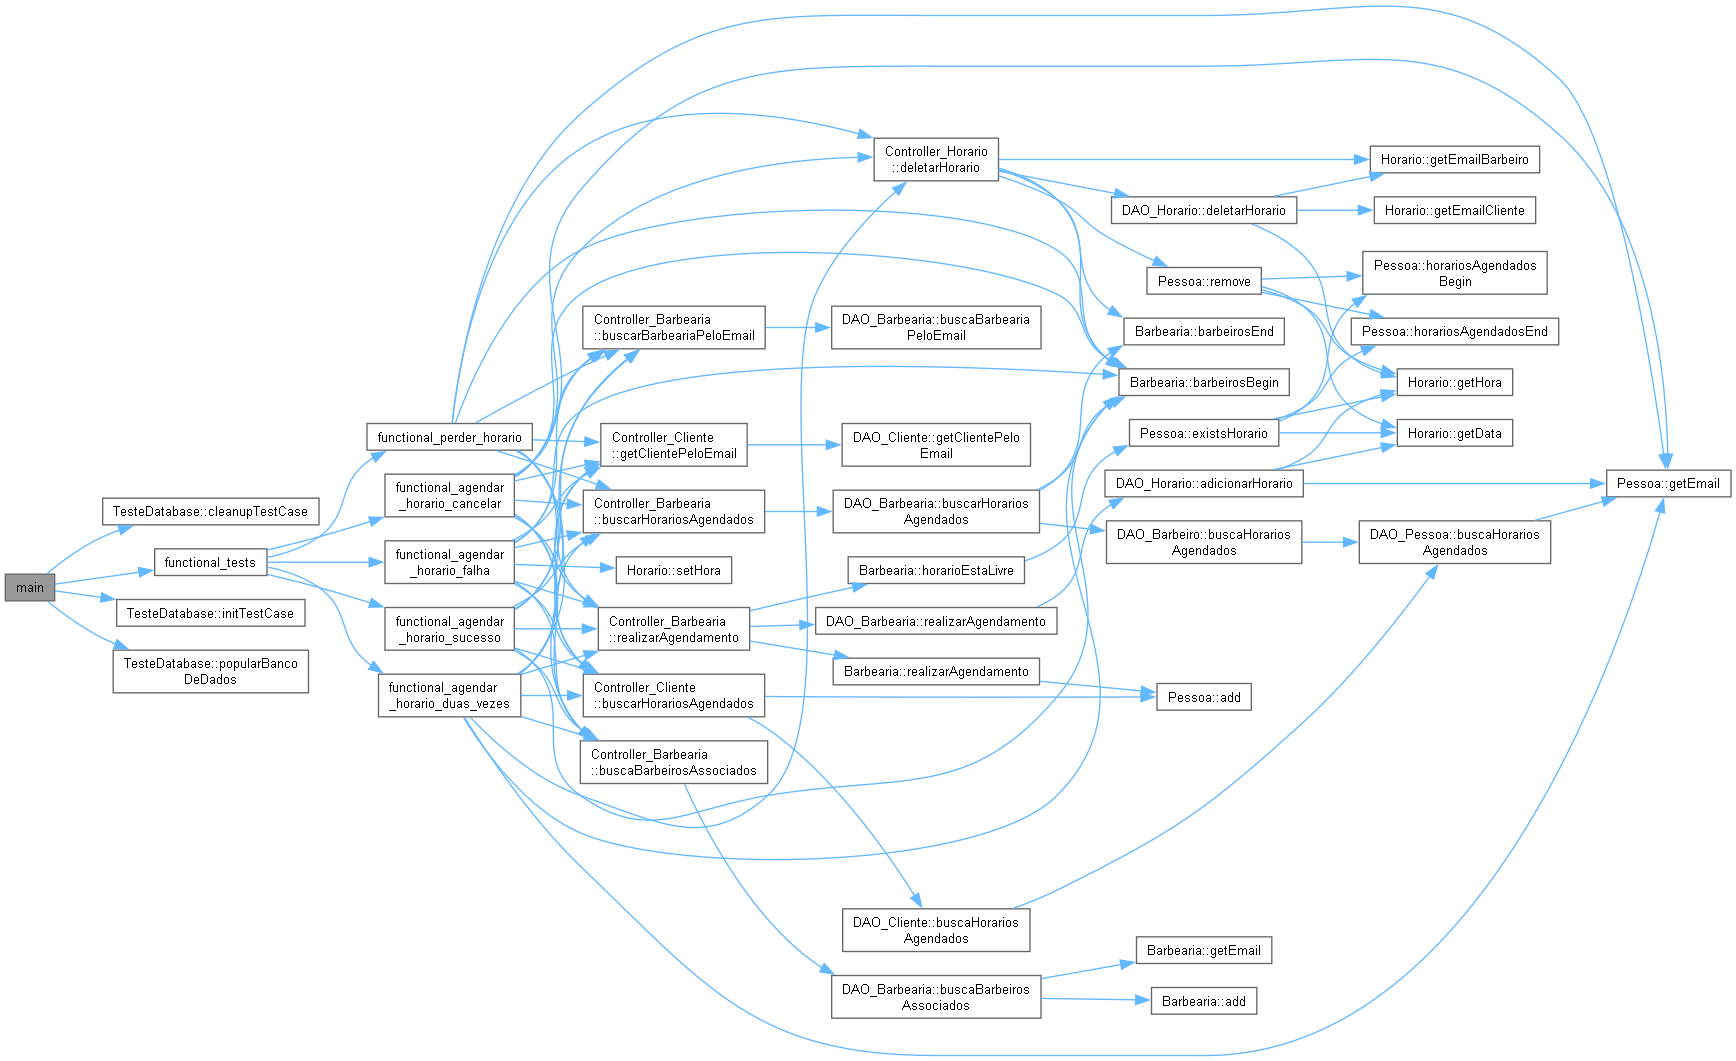 main
TesteDatabase::cleanupTestCase
functional_tests
TesteDatabase::initTestCase
TesteDatabase::popularBanco
DeDados
functional_perder_horario
functional_agendar
_horario_cancelar
functional_agendar
_horario_falha
functional_agendar
_horario_sucesso
functional_agendar
_horario_duas_vezes
Controller_Barbearia
::buscarBarbeariaPeloEmail
Controller_Cliente
::getClientePeloEmail
Controller_Barbearia
::buscarHorariosAgendados
Horario::setHora
Controller_Barbearia
::realizarAgendamento
Controller_Cliente
::buscarHorariosAgendados
Controller_Barbearia
::buscaBarbeirosAssociados
Controller_Horario
::deletarHorario
DAO_Barbearia::buscaBarbearia
PeloEmail
DAO_Cliente::getClientePelo
Email
DAO_Barbearia::buscarHorarios
Agendados
Barbearia::horarioEstaLivre
DAO_Barbearia::realizarAgendamento
Barbearia::realizarAgendamento
DAO_Cliente::buscaHorarios
Agendados
DAO_Barbearia::buscaBarbeiros
Associados
DAO_Horario::deletarHorario
Pessoa::remove
Barbearia::barbeirosEnd
Barbearia::barbeirosBegin
Pessoa::existsHorario
DAO_Horario::adicionarHorario
DAO_Barbeiro::buscaHorarios
Agendados
Pessoa::add
Barbearia::getEmail
Barbearia::add
Horario::getEmailBarbeiro
Horario::getEmailCliente
Pessoa::horariosAgendados
Begin
Pessoa::horariosAgendadosEnd
Horario::getHora
Horario::getData
DAO_Pessoa::buscaHorarios
Agendados
Pessoa::getEmail